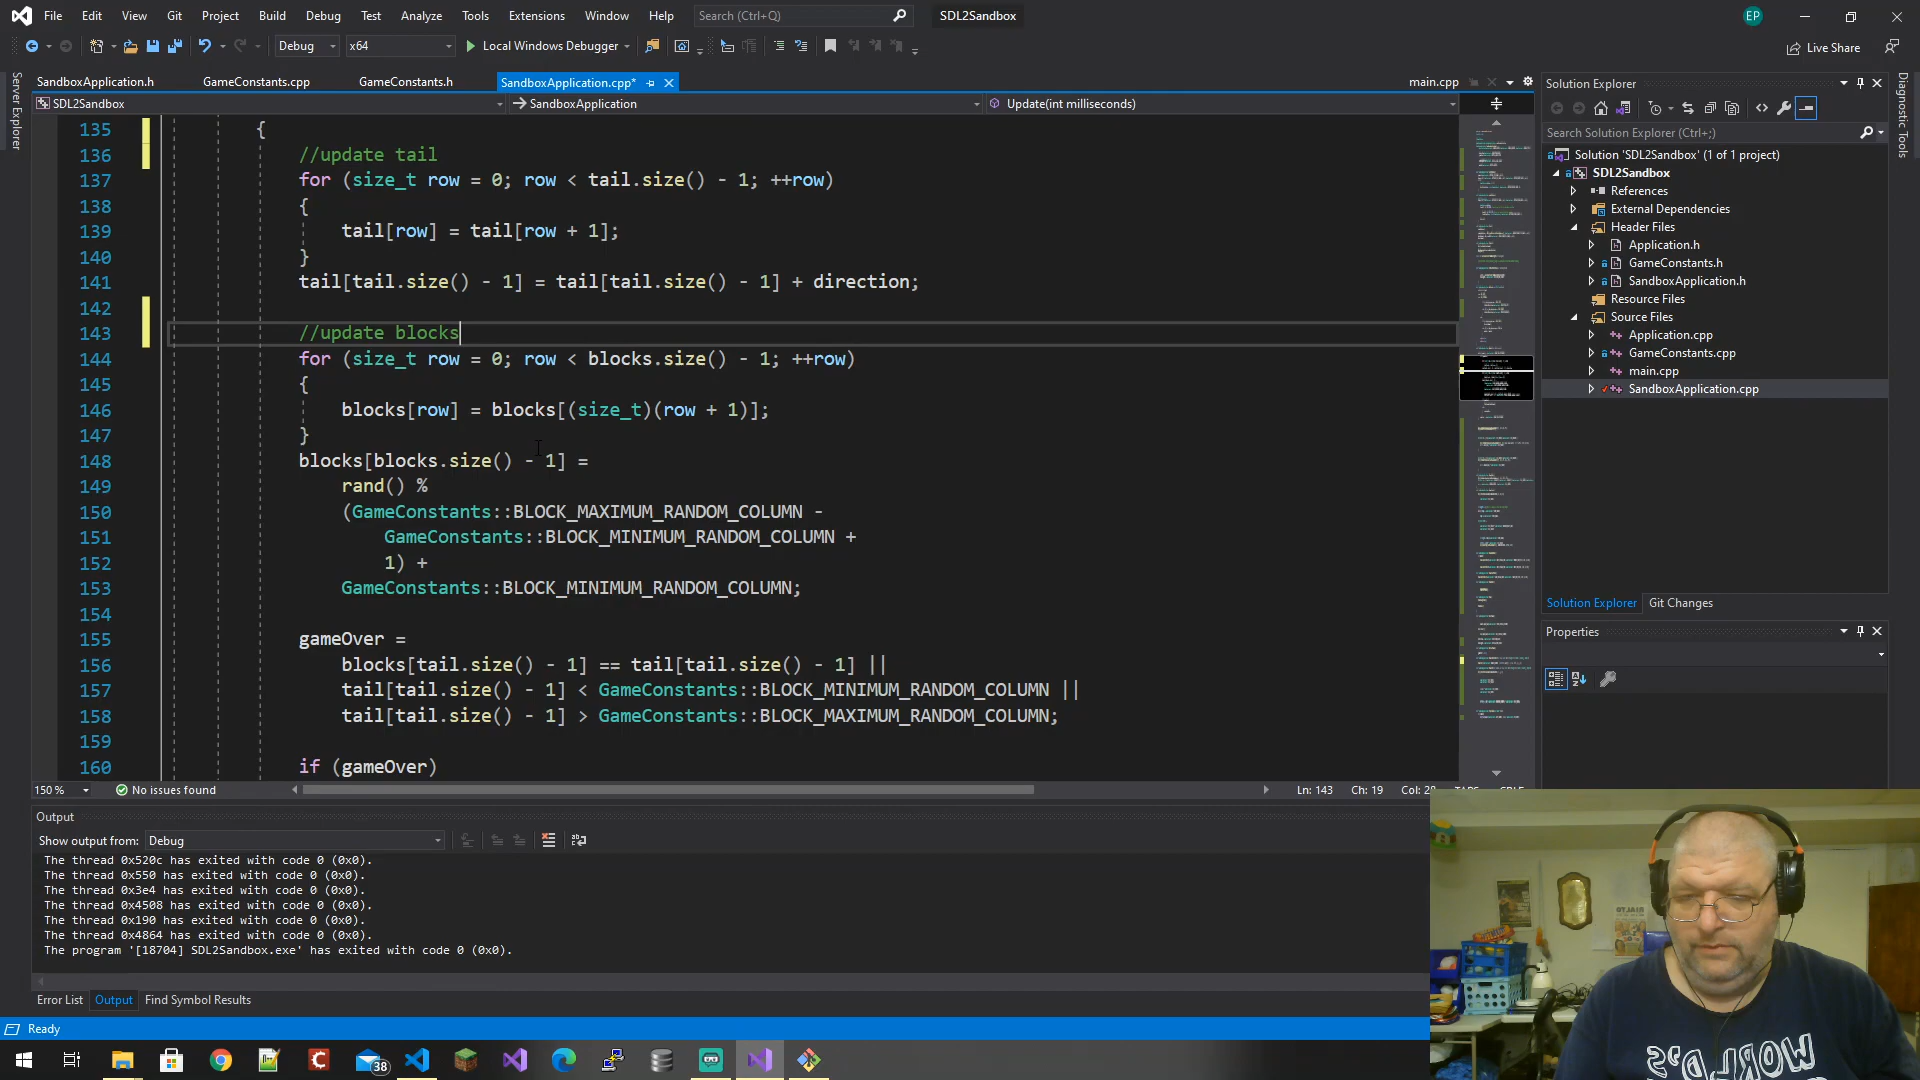 File Edit View Git Project Build Debug Test Analyze Tools Extensions Window Help Search (Ctrl+Q) SDL2Sandbox EP
Debug x64 Local Windows Debugger Live Share
SandboxApplication.h GameConstants.cpp GameConstants.h SandboxApplication.cpp* main.cpp
SDL2Sandbox SandboxApplication Update(int milliseconds)
Server Explorer
135 {
136 //update tail
137 for (size_t row = 0; row < tail.size() - 1; ++row)
138 {
139 tail[row] = tail[row + 1];
140 }
141 tail[tail.size() - 1] = tail[tail.size() - 1] + direction;
142
143 //update blocks
144 for (size_t row = 0; row < blocks.size() - 1; ++row)
145 {
146 blocks[row] = blocks[(size_t)(row + 1)];
147 }
148 blocks[blocks.size() - 1] =
149 rand() %
150 (GameConstants::BLOCK_MAXIMUM_RANDOM_COLUMN -
151 GameConstants::BLOCK_MINIMUM_RANDOM_COLUMN +
152 1) +
153 GameConstants::BLOCK_MINIMUM_RANDOM_COLUMN;
154
155 gameOver =
156 blocks[tail.size() - 1] == tail[tail.size() - 1] ||
157 tail[tail.size() - 1] < GameConstants::BLOCK_MINIMUM_RANDOM_COLUMN ||
158 tail[tail.size() - 1] > GameConstants::BLOCK_MAXIMUM_RANDOM_COLUMN;
159
160 if (gameOver)
150 % No issues found Ln: 143 Ch: 19 Col: 28
Output
Show output from: Debug
The thread 0x520c has exited with code 0 (0x0).
The thread 0x550 has exited with code 0 (0x0).
The thread 0x3e4 has exited with code 0 (0x0).
The thread 0x4508 has exited with code 0 (0x0).
The thread 0x190 has exited with code 0 (0x0).
The thread 0x4864 has exited with code 0 (0x0).
The program '[18704] SDL2Sandbox.exe' has exited with code 0 (0x0).
Error List Output Find Symbol Results
Ready
Solution Explorer
Search Solution Explorer (Ctrl+;)
Solution 'SDL2Sandbox' (1 of 1 project)
SDL2Sandbox
References
External Dependencies
Header Files
Application.h
GameConstants.h
SandboxApplication.h
Resource Files
Source Files
Application.cpp
GameConstants.cpp
main.cpp
SandboxApplication.cpp
Solution Explorer Git Changes
Properties
Diagnostic Tools
38
WORLD'S